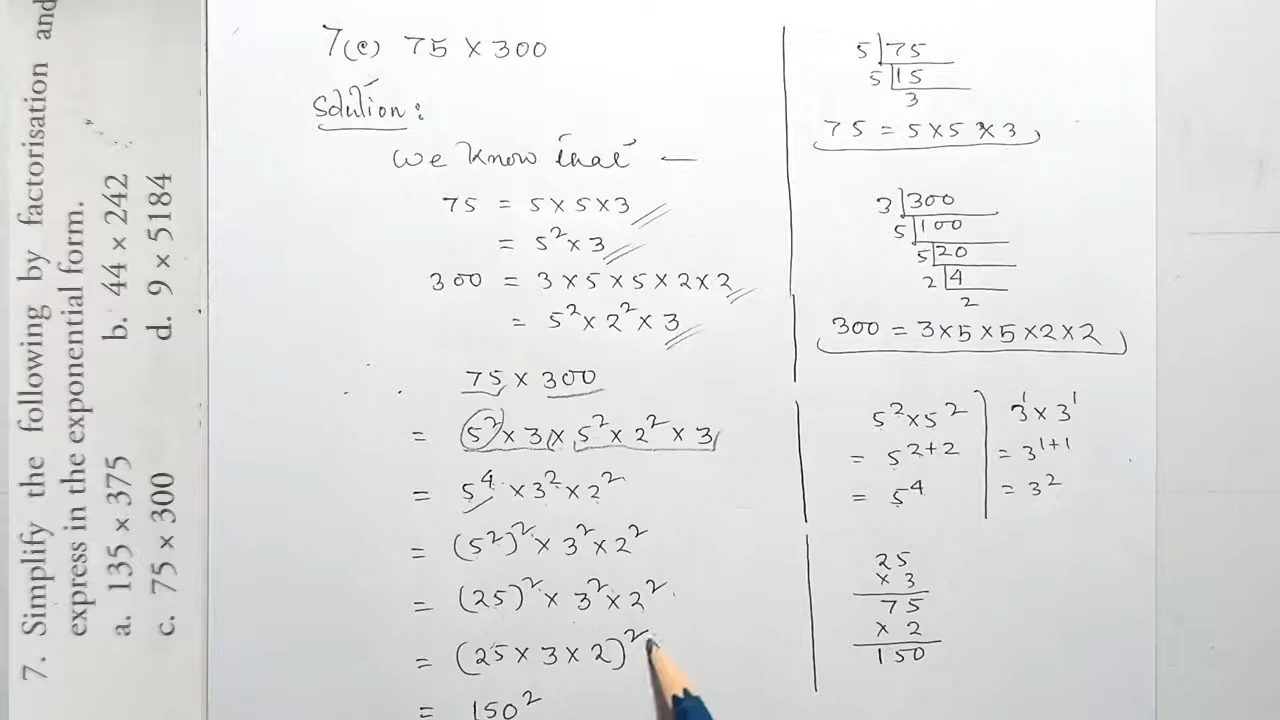 7. Simplify the following by factorisation and
express in the exponential form.
a. 135 × 375
b. 44 × 242
c. 75 × 300
d. 9 × 5184
7(c) 75 × 300
Solution:
We know that —
75 = 5×5×3
= 5² × 3
300 = 3×5×5×2×2
= 5² × 2² × 3
75 × 300
= 5² × 3 × 5² × 2² × 3
= 5⁴ × 3² × 2²
= (5²)² × 3² × 2²
= (25)² × 3² × 2²
= (25 × 3 × 2)²
= 150²
5 75
5 15
3
75 = 5×5×3
3 300
5 100
5 20
2 4
2
300 = 3×5×5×2×2
5² × 5²
= 5²⁺²
= 5⁴
3¹ × 3¹
= 3¹⁺¹
= 3²
25
× 3
75
× 2
150